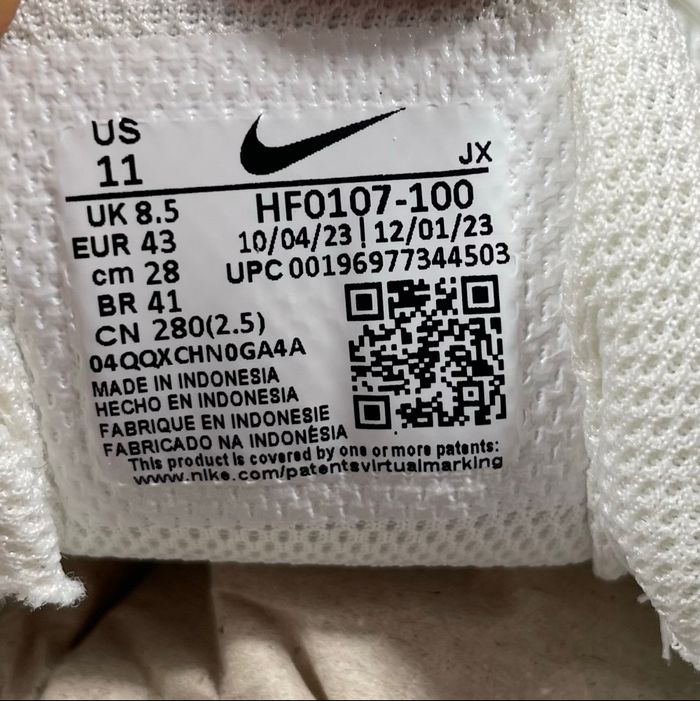 US
11
JX
UK 8.5
HF0107-100
EUR 43
10/04/23 | 12/01/23
cm 28
UPC 00196977344503
BR 41
CN 280(2.5)
04QQXCHN0GA4A
MADE IN INDONESIA
HECHO EN INDONESIA
FABRIQUE EN INDONESIE
FABRICADO NA INDONÉSIA
This product is covered by one or more patents:
www.nike.com/patentsvirtualmarking